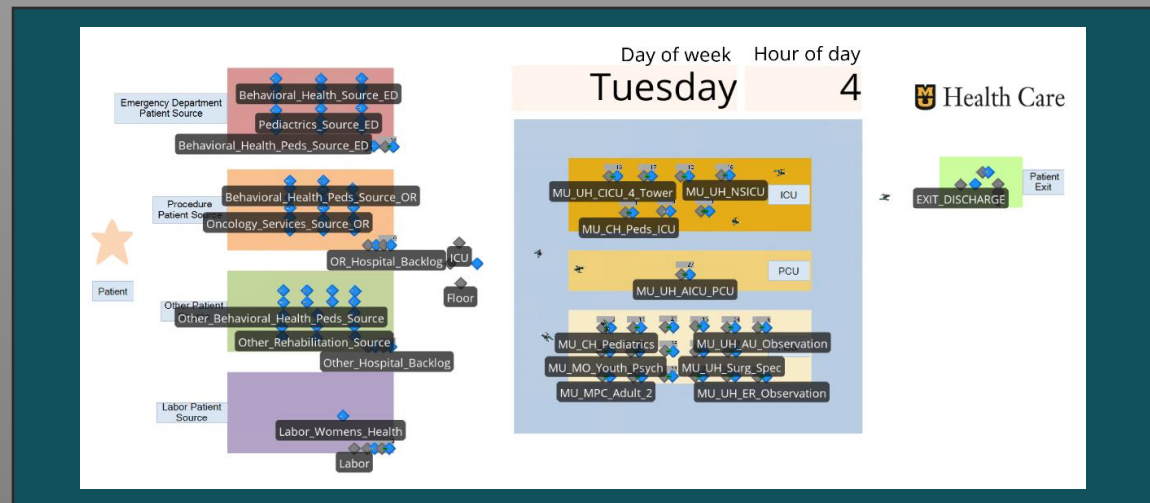 Day of week
Hour of day
Tuesday
4
Health Care
Emergency Department
Patient Source
Behavioral_Health_Source_ED
Pediactrics_Source_ED
Behavioral_Health_Peds_Source_ED
Procedure
Patient Source
Behavioral_Health_Peds_Source_OR
Oncology_Services_Source_OR
OR_Hospital_Backlog
ICU
Floor
Patient
Other Patient
Other_Behavioral_Health_Peds_Source
Other_Rehabilitation_Source
Other_Hospital_Backlog
Labor Patient
Source
Labor_Womens_Health
Labor
MU_UH_CICU_4_Tower
MU_UH_NSICU
ICU
MU_CH_Peds_ICU
PCU
MU_UH_AICU_PCU
MU_CH_Pediatrics
MU_UH_AU_Observation
MU_MO_Youth_Psych
MU_UH_Surg_Spec
MU_MPC_Adult_2
MU_UH_ER_Observation
Patient
Exit
EXIT_DISCHARGE